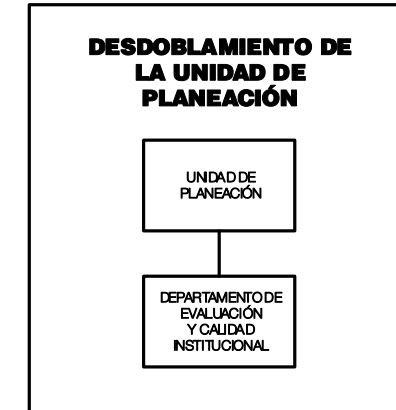 DESDOBLAMIENTO DE
LA UNIDAD DE
PLANEACIÓN
UNIDAD DE
PLANEACIÓN
DEPARTAMENTO DE
EVALUACIÓN
Y CALIDAD
INSTITUCIONAL